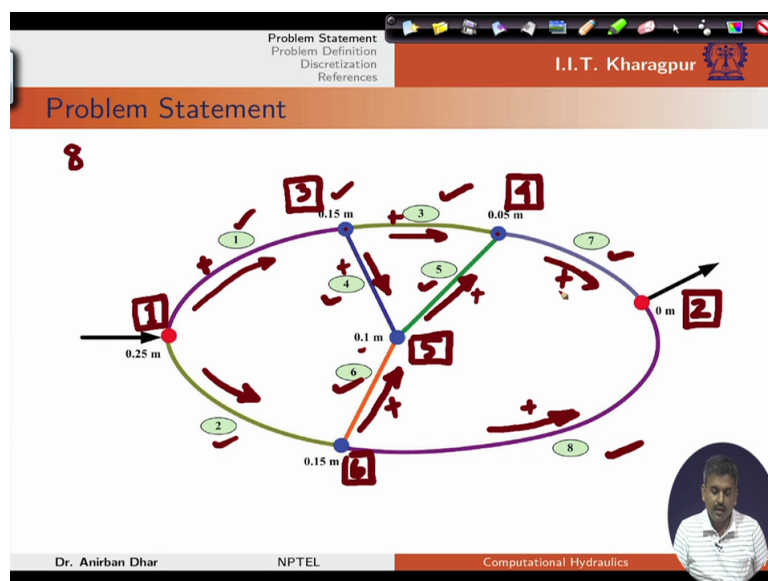 Problem Statement
Problem Definition
Discretization
References
I.I.T. Kharagpur
Problem Statement
8
3
4
0.15 m
+
3
0.05 m
1
7
+
+
5
4
+
+
1
0.25 m
0.1 m
5
0 m
2
6
+
+
2
8
0.15 m
6
Dr. Anirban Dhar
NPTEL
Computational Hydraulics